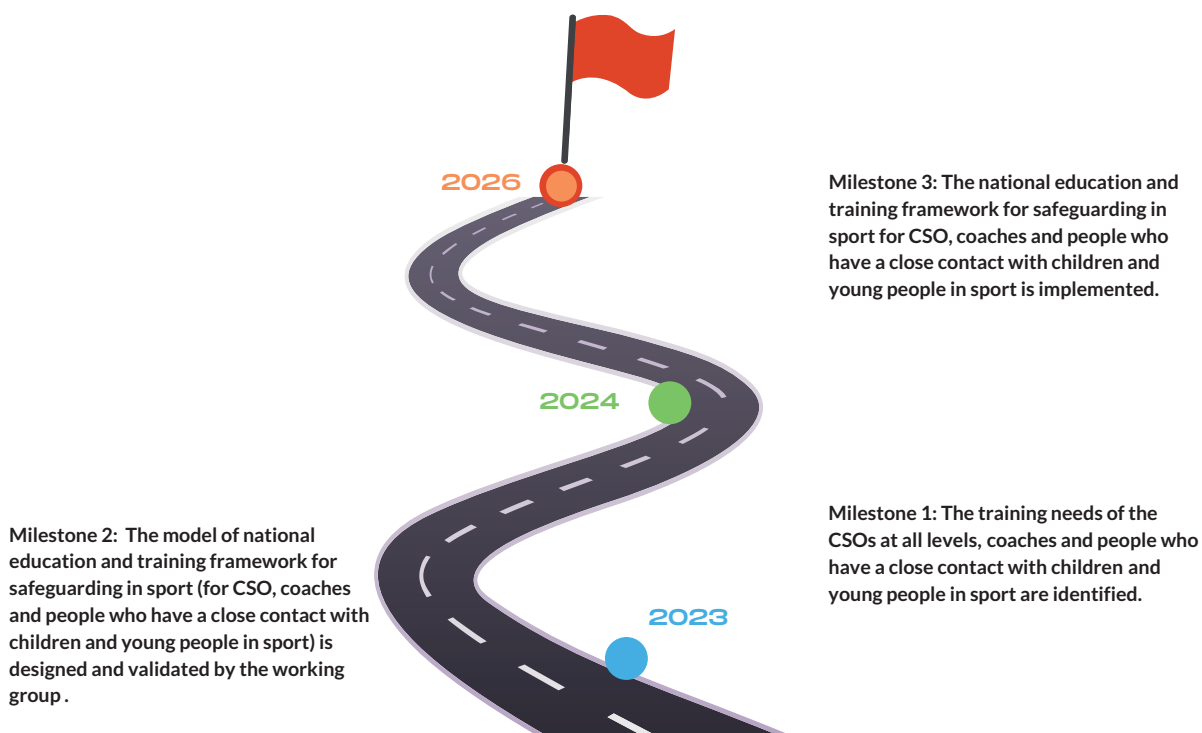 2026
Milestone 3: The national education and
training framework for safeguarding in
sport for CSO, coaches and people who
have a close contact with children and
young people in sport is implemented.
2024
Milestone 2:  The model of national
education and training framework for
safeguarding in sport (for CSO, coaches
and people who have a close contact with
children and young people in sport) is
designed and validated by the working
group .
Milestone 1: The training needs of the
CSOs at all levels, coaches and people who
have a close contact with children and
young people in sport are identified.
2023